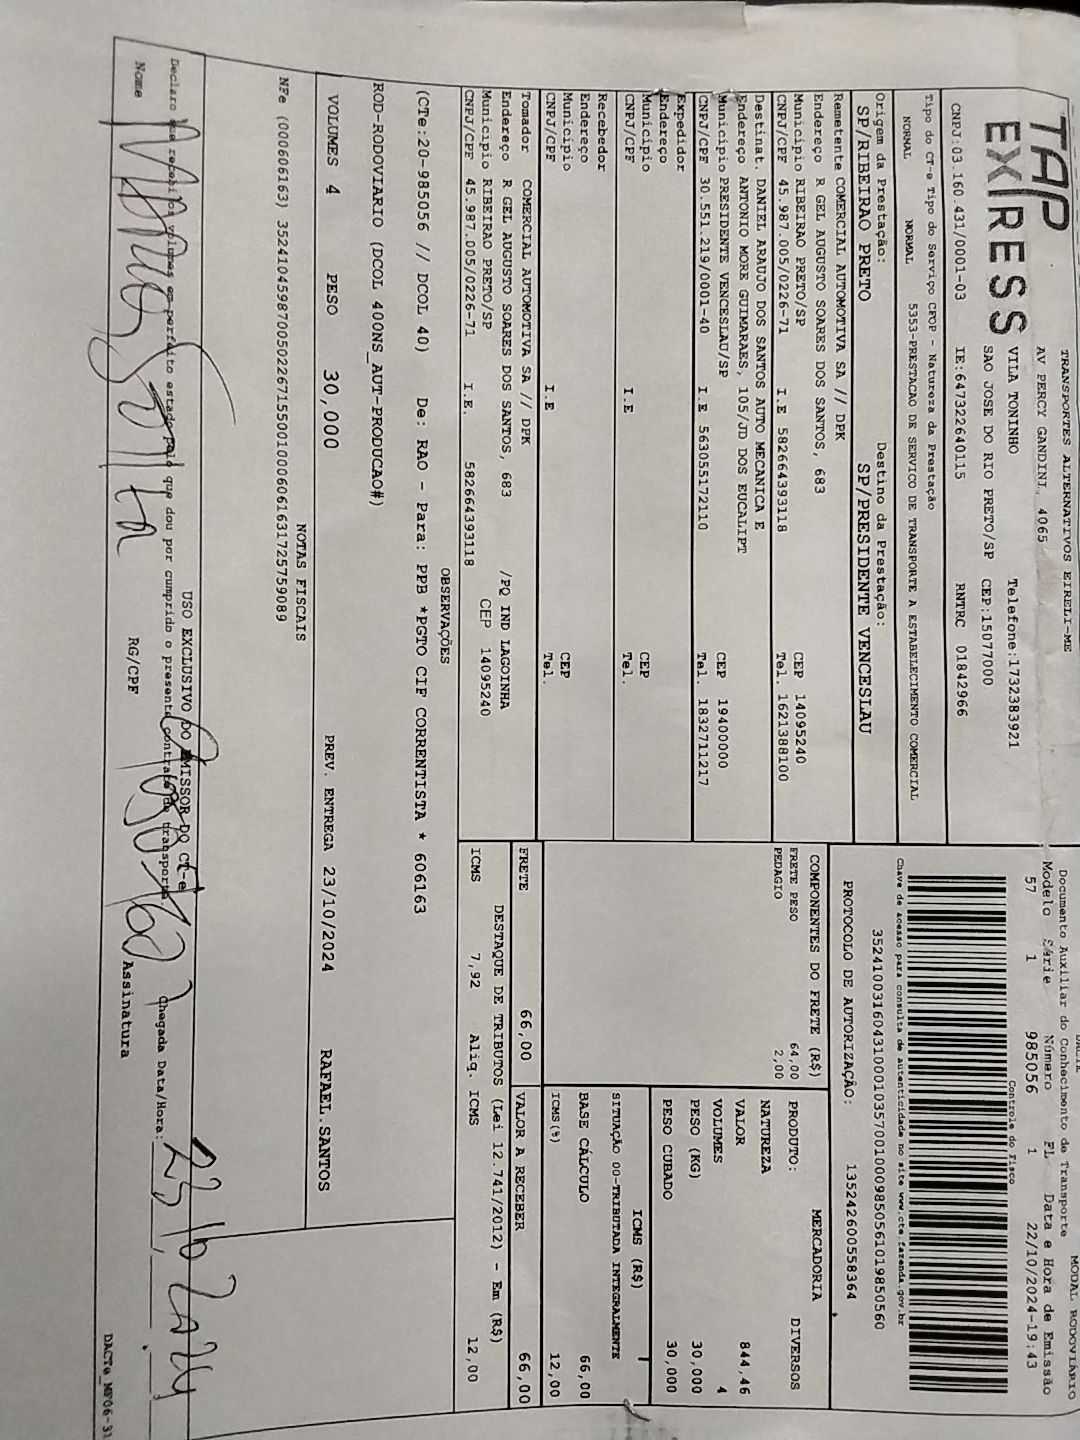 TRANSPORTES ALTERNATIVOS EIRELI-ME
TAP EXPRESS
AV PERCY GANDINI, 4065
VILA TONINHO Telefone:1732383921
SAO JOSE DO RIO PRETO/SP CEP:15077000
CNPJ:03.160.431/0001-03 IE:647322640115 RNTRC 01842966
DACTE MODAL RODOVIÁRIO
Documento Auxiliar do Conhecimento de Transporte
Modelo Série Número FL Data e Hora de Emissão
57 1 985056 1 22/10/2024-19:43
Controle do Fisco
Chave de acesso para consulta de autenticidade no site www.cte.fazenda.gov.br
35241003160431000103570010009850561019850560
PROTOCOLO DE AUTORIZAÇÃO: 135242600558364
Tipo do CT-e Tipo do Serviço CFOP - Natureza da Prestação
NORMAL NORMAL 5353-PRESTACAO DE SERVICO DE TRANSPORTE A ESTABELECIMENTO COMERCIAL
Origem da Prestação: Destino da Prestação:
SP/RIBEIRAO PRETO SP/PRESIDENTE VENCESLAU
Remetente COMERCIAL AUTOMOTIVA SA // DPK
Endereço R GEL AUGUSTO SOARES DOS SANTOS, 683
Município RIBEIRAO PRETO/SP CEP 14095240
CNPJ/CPF 45.987.005/0226-71 I.E 582664393118 Tel. 1621388100
Destinat. DANIEL ARAUJO DOS SANTOS AUTO MECANICA E
Endereço ANTONIO MORE GUIMARAES, 105/JD DOS EUCALIPT
Município PRESIDENTE VENCESLAU/SP CEP 19400000
CNPJ/CPF 30.551.219/0001-40 I.E 563055172110 Tel. 1832711217
Expedidor
Endereço
Município CEP
CNPJ/CPF I.E Tel.
Recebedor
Endereço
Município CEP
CNPJ/CPF I.E Tel.
Tomador COMERCIAL AUTOMOTIVA SA // DPK
Endereço R GEL AUGUSTO SOARES DOS SANTOS, 683 /PQ IND LAGOINHA
Município RIBEIRAO PRETO/SP CEP 14095240
CNPJ/CPF 45.987.005/0226-71 I.E. 582664393118
COMPONENTES DO FRETE (R$)
FRETE PESO 64,00
PEDAGIO 2,00
FRETE 66,00
MERCADORIA
PRODUTO: DIVERSOS
NATUREZA
VALOR 844,46
VOLUMES 4
PESO (KG) 30,000
PESO CUBADO 30,000
ICMS (R$)
SITUAÇÃO 00-TRIBUTADA INTEGRALMENTE
BASE CÁLCULO 66,00
ICMS(%) 12,00
VALOR A RECEBER 66,00
DESTAQUE DE TRIBUTOS (Lei 12.741/2012) - Em (R$)
ICMS 7,92 Aliq. ICMS 12,00
OBSERVAÇÕES
(CTe:20-985056 // DCOL 40) De: RAO - Para: PPB *PGTO CIF CORRENTISTA * 606163
ROD-RODOVIARIO (DCOL 40ONS_AUT-PRODUCAO#)
VOLUMES 4 PESO 30,000 PREV. ENTREGA 23/10/2024 RAFAEL.SANTOS
NOTAS FISCAIS
NFe (000606163) 35241045987005022671550010006061631725759089
USO EXCLUSIVO DO EMISSOR DO CT-e
Declaro que recebi os volumes em perfeito estado pelo que dou por cumprido o presente contrato de transporte
Chegada Data/Hora: 23 10 2024
Nome RG/CPF Assinatura